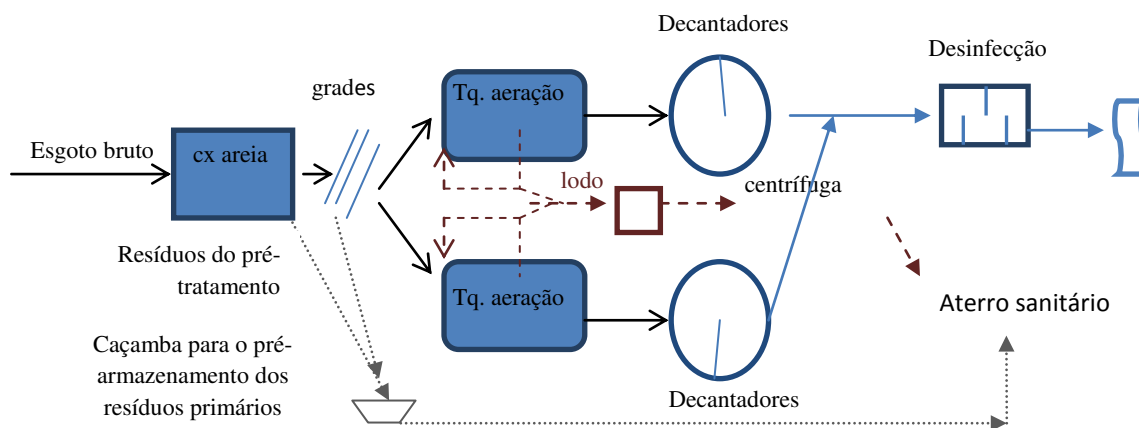 Decantadores
Desinfecção
grades
Tq. aeração
Esgoto bruto
cx areia
lodo
centrífuga
Resíduos do pré-
tratamento
Tq. aeração
Aterro sanitário
Caçamba para o pré-
armazenamento dos
resíduos primários
Decantadores